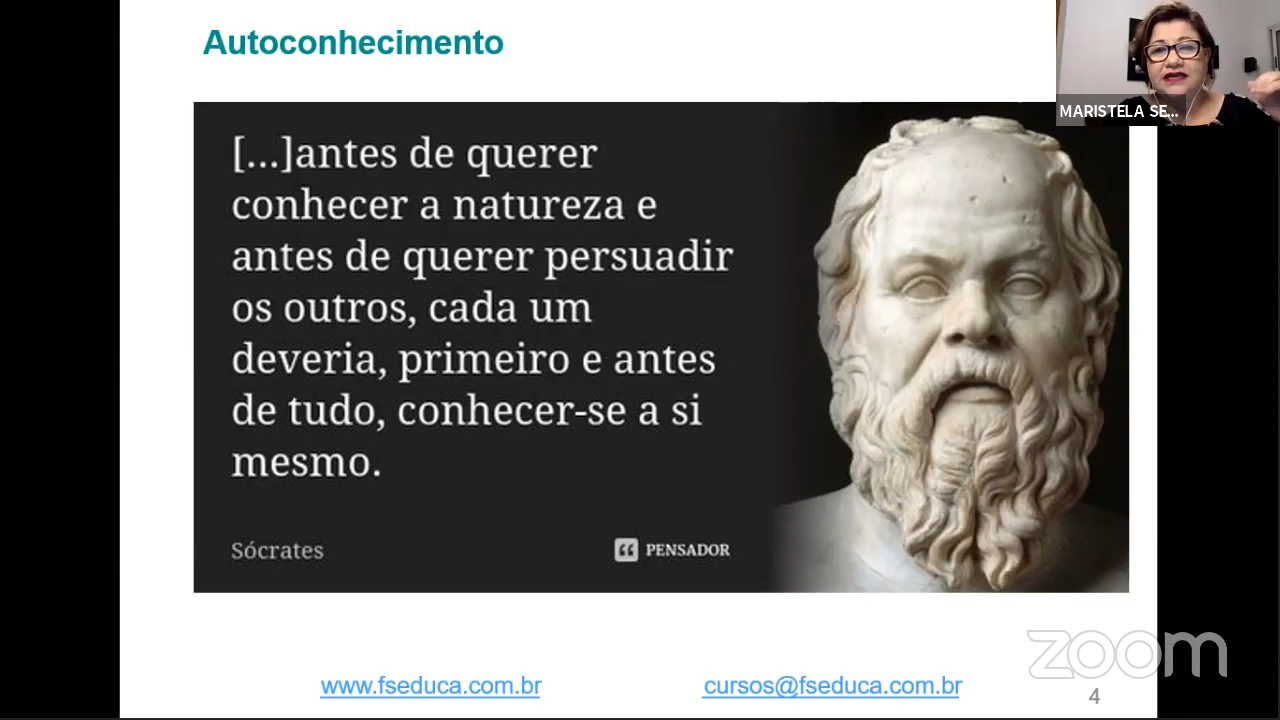 Autoconhecimento
MARISTELA SE...
[...]antes de querer
conhecer a natureza e
antes de querer persuadir
os outros, cada um
deveria, primeiro e antes
de tudo, conhecer-se a si
mesmo.
Sócrates
PENSADOR
zoom
www.fseduca.com.br
cursos@fseduca.com.br
4